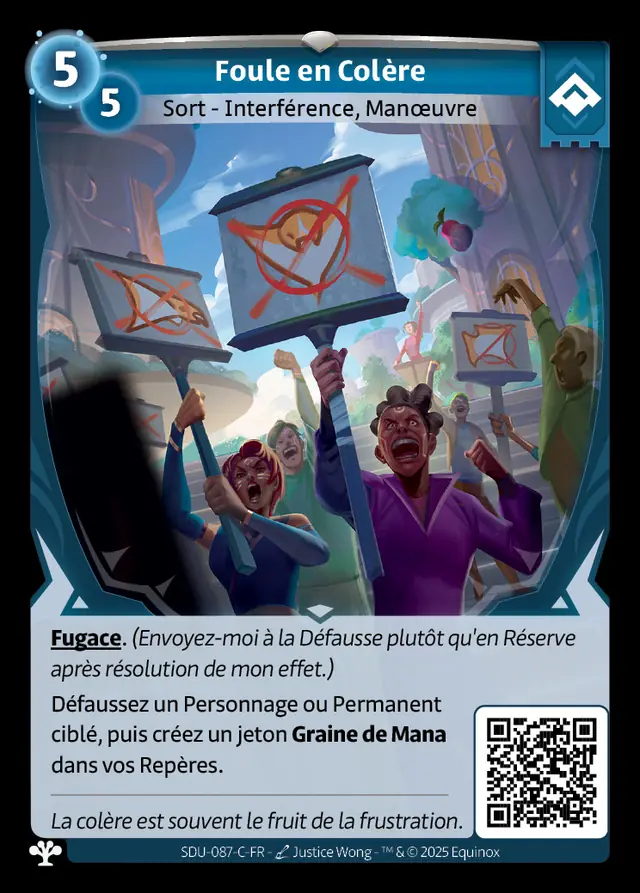 5
5
Foule en Colère
Sort - Interférence, Manœuvre
Fugace. (Envoyez-moi à la Défausse plutôt qu'en Réserve
après résolution de mon effet.)
Défaussez un Personnage ou Permanent
ciblé, puis créez un jeton Graine de Mana
dans vos Repères.
La colère est souvent le fruit de la frustration.
SDU-087-C-FR - Justice Wong - ™ & © 2025 Equinox